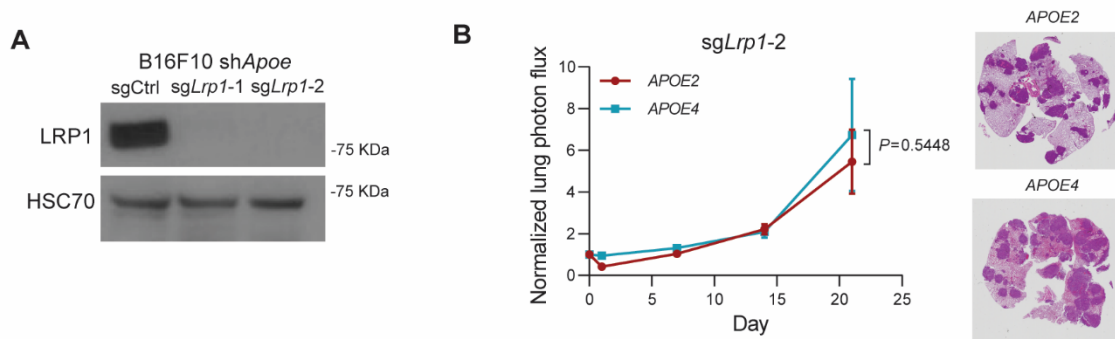 A
B16F10 shApoe
sgCtrl sgLrp1-1 sgLrp1-2
LRP1
-75 KDa
-75 KDa
HSC70
B
sgLrp1-2
Normalized lung photon flux
10
8
6
4
2
0
APOE2
APOE4
P=0.5448
0 5 10 15 20 25
Day
APOE2
APOE4